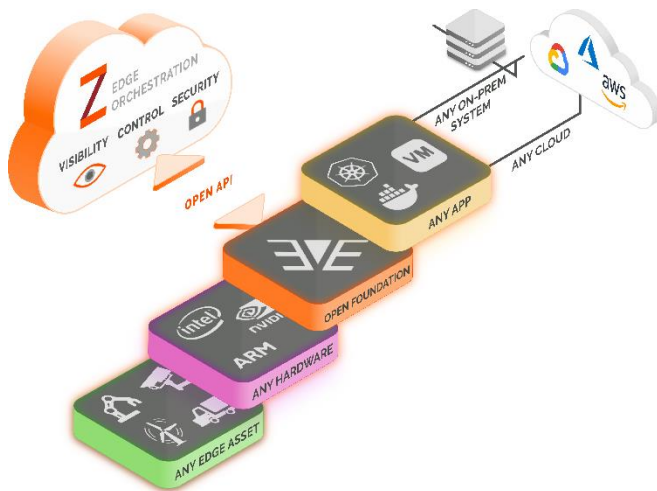 Z EDGE
ORCHESTRATION
VISIBILITY CONTROL SECURITY
OPEN API
ANY ON-PREM
SYSTEM
aws
ANY CLOUD
VM
ANY APP
EVE
OPEN FOUNDATION
intel
NVIDIA
ARM
ANY HARDWARE
ANY EDGE ASSET